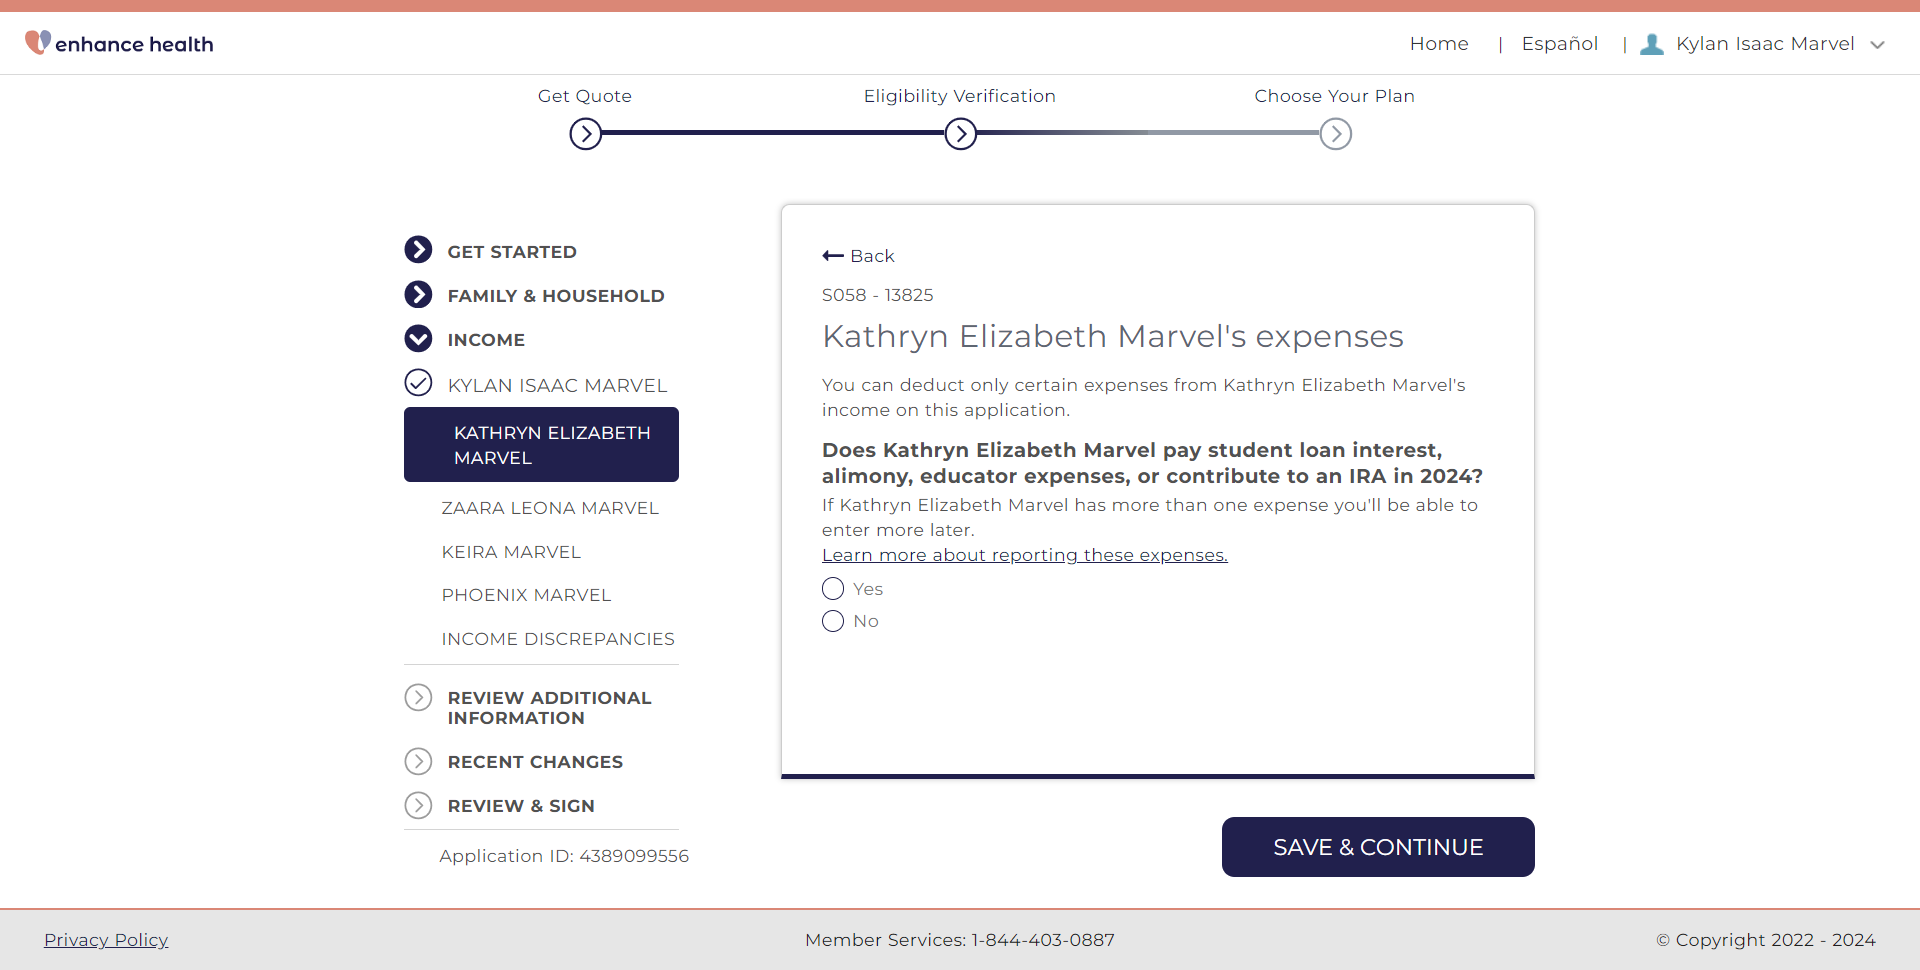 enhance health
Home | Español | Kylan Isaac Marvel
Get Quote
Eligibility Verification
Choose Your Plan
GET STARTED
FAMILY & HOUSEHOLD
INCOME
KYLAN ISAAC MARVEL
KATHRYN ELIZABETH
MARVEL
ZAARA LEONA MARVEL
KEIRA MARVEL
PHOENIX MARVEL
INCOME DISCREPANCIES
REVIEW ADDITIONAL
INFORMATION
RECENT CHANGES
REVIEW & SIGN
Application ID: 4389099556
Back
S058 - 13825
Kathryn Elizabeth Marvel's expenses
You can deduct only certain expenses from Kathryn Elizabeth Marvel's
income on this application.
Does Kathryn Elizabeth Marvel pay student loan interest,
alimony, educator expenses, or contribute to an IRA in 2024?
If Kathryn Elizabeth Marvel has more than one expense you'll be able to
enter more later.
Learn more about reporting these expenses.
Yes
No
SAVE & CONTINUE
Privacy Policy
Member Services: 1-844-403-0887
© Copyright 2022 - 2024